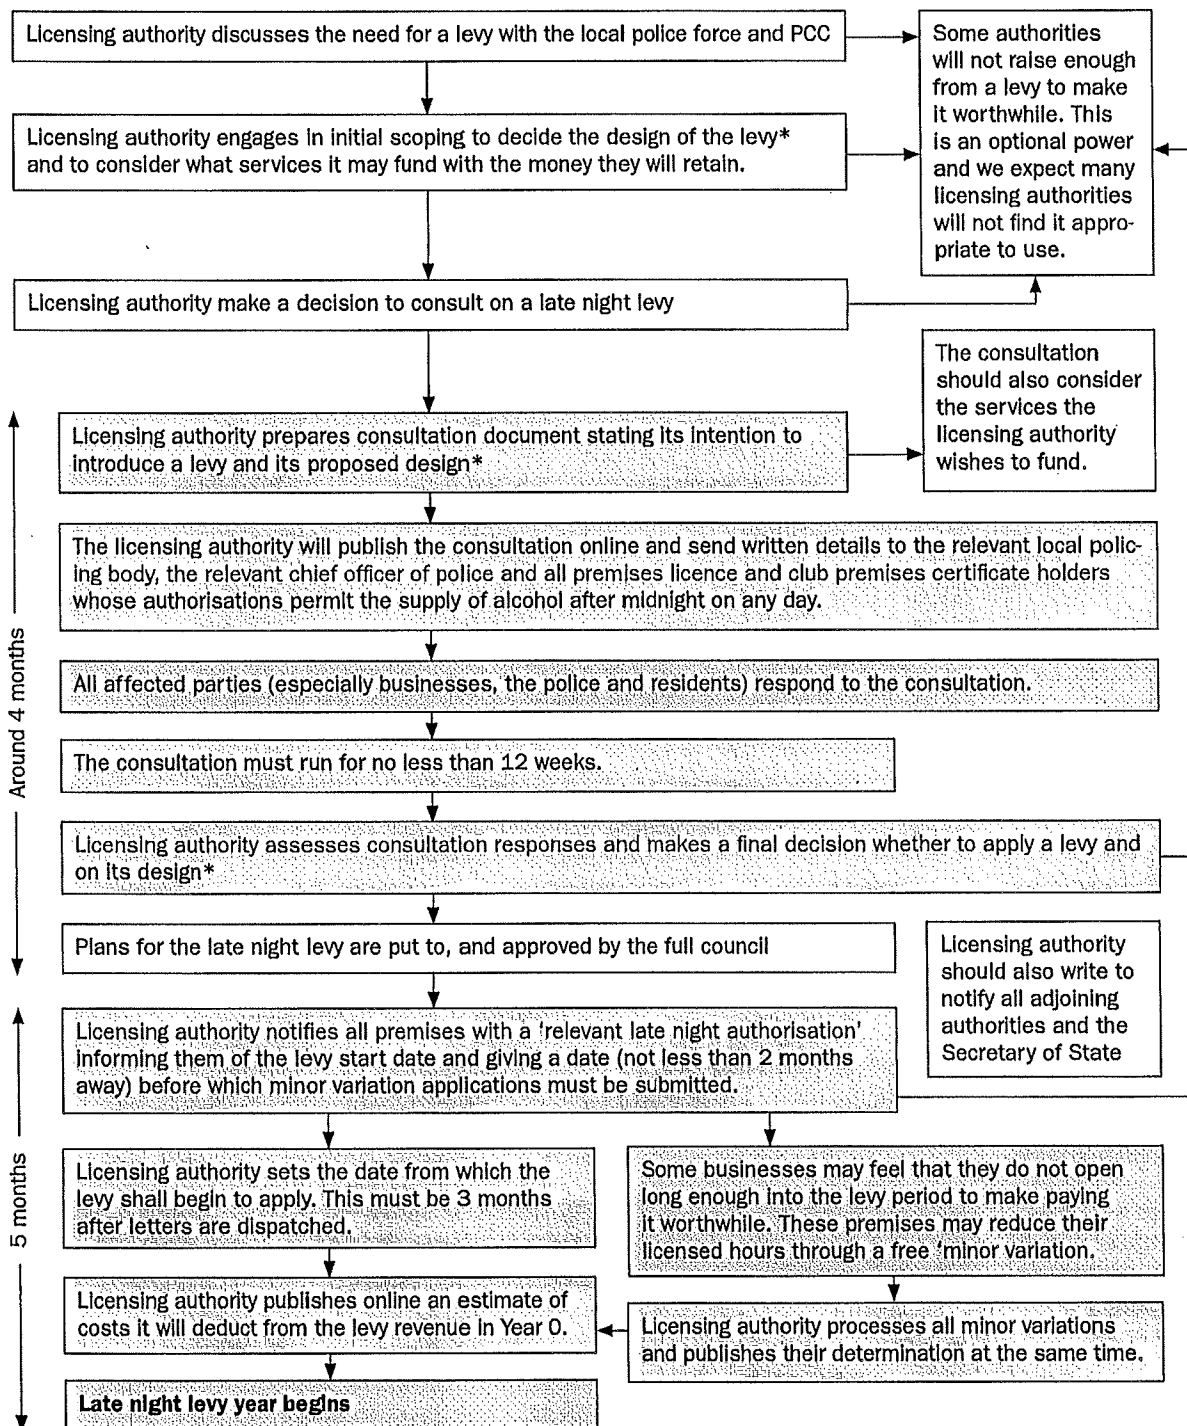 Licensing authority discusses the need for a levy with the local police force and PCC
Some authorities
will not raise enough
from a levy to make
it worthwhile. This
is an optional power
and we expect many
licensing authorities
will not find it appro-
priate to use.
Licensing authority engages in initial scoping to decide the design of the levy*
and to consider what services it may fund with the money they will retain.
Licensing authority make a decision to consult on a late night levy
The consultation
should also consider
the services the
licensing authority
wishes to fund.
Around 4 months
Licensing authority prepares consultation document stating its intention to
introduce a levy and its proposed design*
The licensing authority will publish the consultation online and send written details to the relevant local polic-
ing body, the relevant chief officer of police and all premises licence and club premises certificate holders
whose authorisations permit the supply of alcohol after midnight on any day.
All affected parties (especially businesses, the police and residents) respond to the consultation.
The consultation must run for no less than 12 weeks.
Licensing authority assesses consultation responses and makes a final decision whether to apply a levy and
on its design*
Plans for the late night levy are put to, and approved by the full council
Licensing authority
should also write to
notify all adjoining
authorities and the
Secretary of State
5 months
Licensing authority notifies all premises with a 'relevant late night authorisation'
informing them of the levy start date and giving a date (not less than 2 months
away) before which minor variation applications must be submitted.
Licensing authority sets the date from which the
levy shall begin to apply. This must be 3 months
after letters are dispatched.
Some businesses may feel that they do not open
long enough into the levy period to make paying
it worthwhile. These premises may reduce their
licensed hours through a free 'minor variation.
Licensing authority publishes online an estimate of
costs it will deduct from the levy revenue in Year 0.
Licensing authority processes all minor variations
and publishes their determination at the same time.
Late night levy year begins